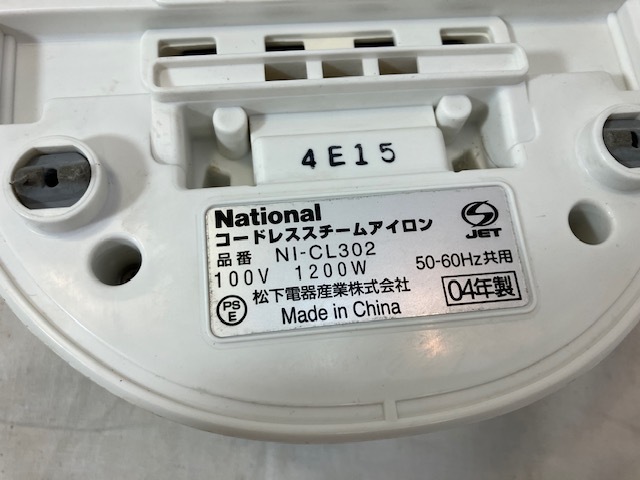 4E15
National
コードレススチームアイロン
JET
品番 NI-CL302
100V 1200W 50-60Hz共用
PS
E
松下電器産業株式会社 04年製
Made in China